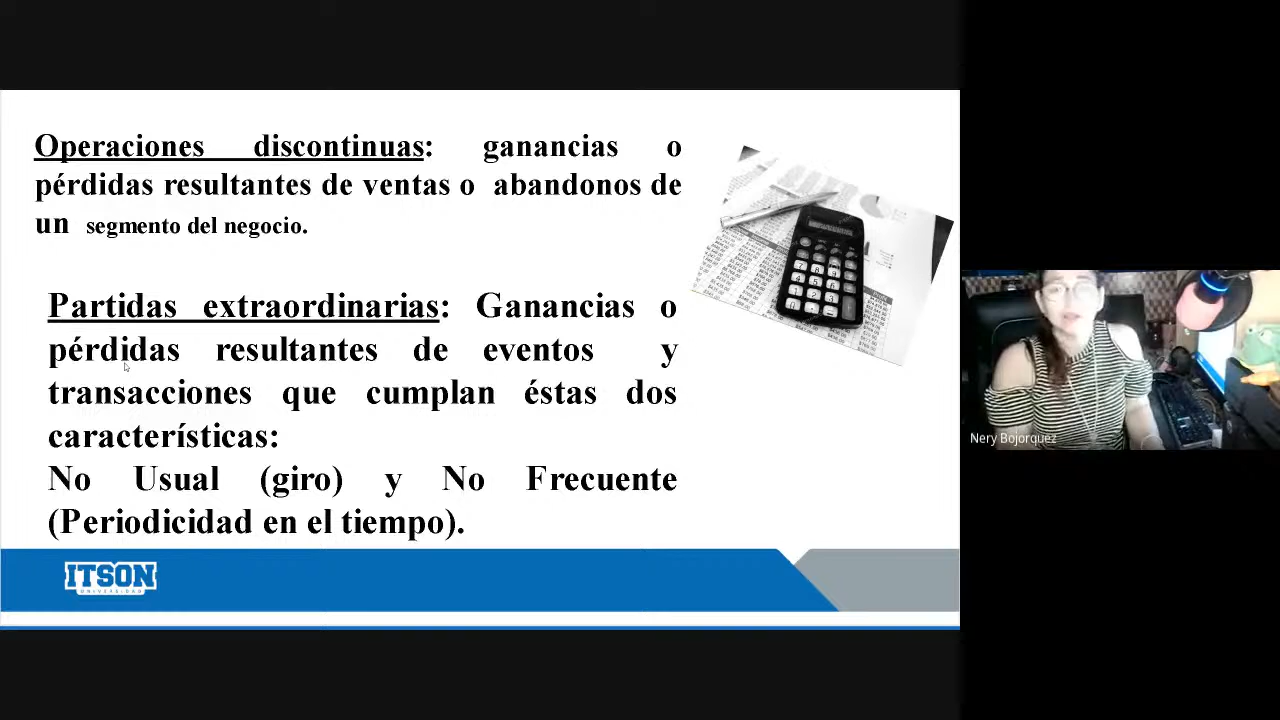 Operaciones discontinuas: ganancias o
pérdidas resultantes de ventas o abandonos de
un segmento del negocio.
Partidas extraordinarias: Ganancias o
pérdidas resultantes de eventos y
transacciones que cumplan éstas dos
características:
No Usual (giro) y No Frecuente
(Periodicidad en el tiempo).
ITSON
UNIVERSIDAD
Nery Bojorquez